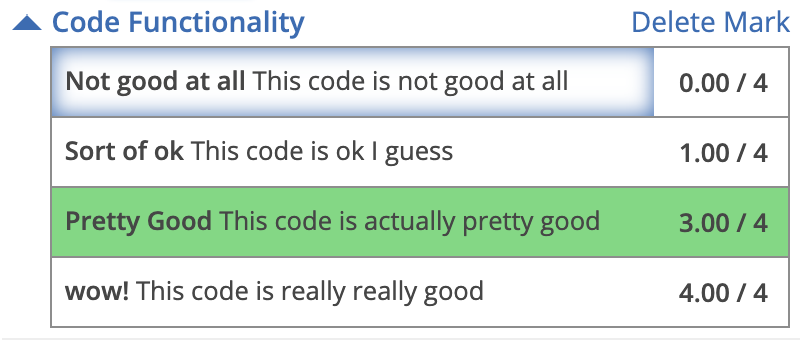 Code Functionality Delete Mark
Not good at all This code is not good at all 0.00 / 4
Sort of ok This code is ok I guess 1.00 / 4
Pretty Good This code is actually pretty good 3.00 / 4
wow! This code is really really good 4.00 / 4